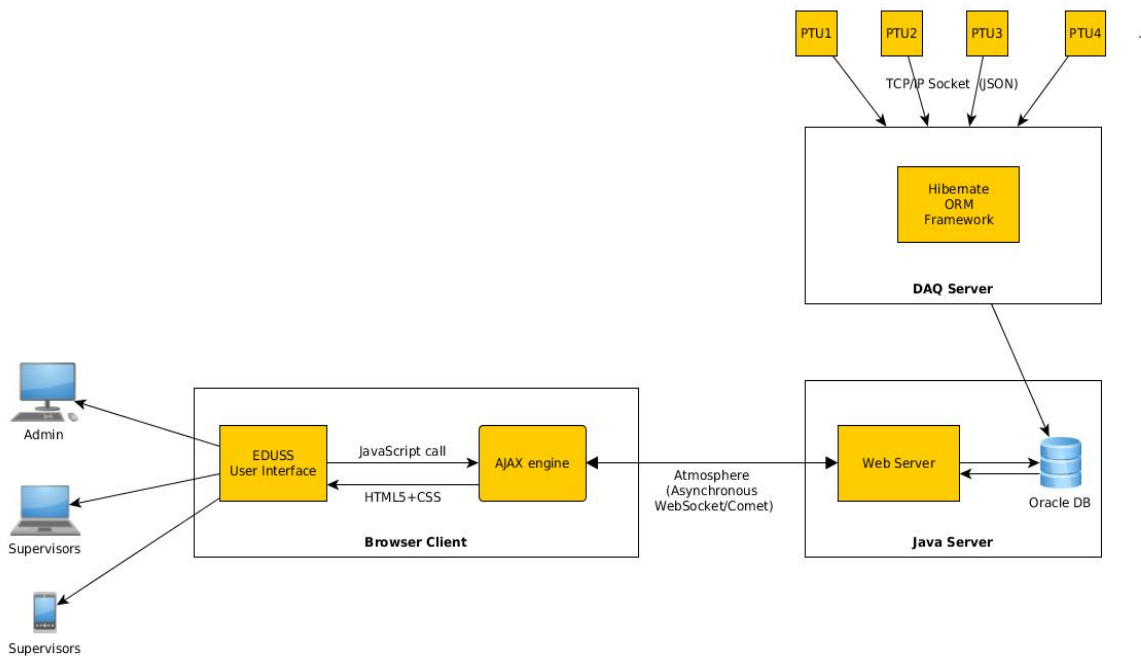 PTU1
PTU2
PTU3
PTU4
.
TCP/IP Socket (JSON)
Hibernate
ORM
Framework
DAQ Server
Admin
EDUSS
User Interface
JavaScript call
HTML5+CSS
AJAX engine
Browser Client
Atmosphere
(Asynchronous
WebSocket/Comet)
Web Server
Oracle DB
Java Server
Supervisors
Supervisors